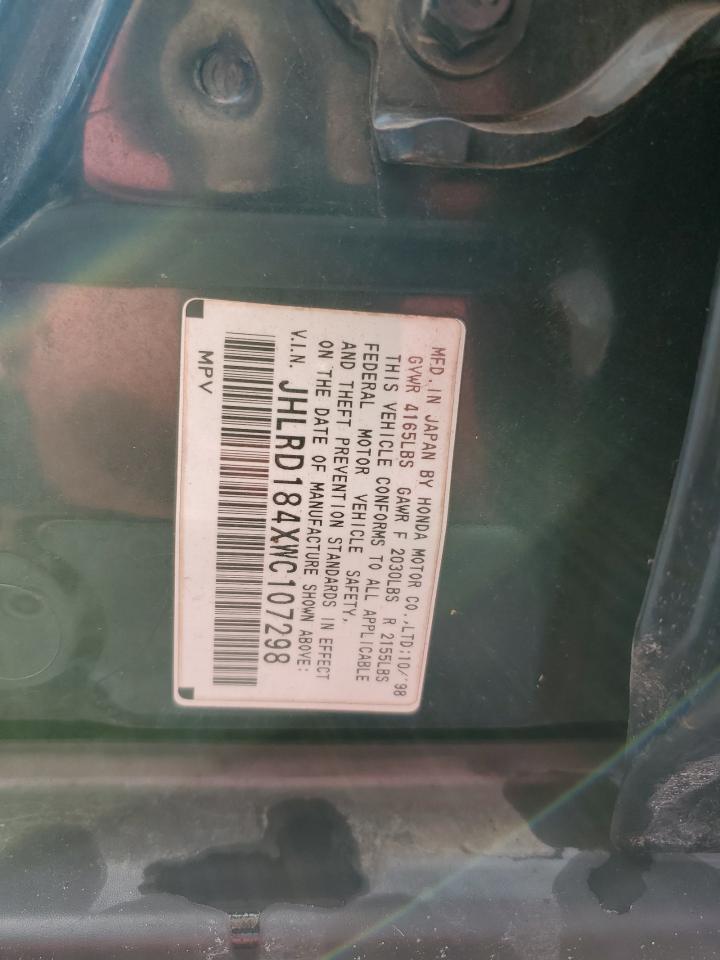 MFD. IN JAPAN BY HONDA MOTOR CO.,LTD:10/'98
GVWR 4165LBS GAWR F 2030LBS R 2155LBS
THIS VEHICLE CONFORMS TO ALL APPLICABLE
FEDERAL MOTOR VEHICLE SAFETY,
AND THEFT PREVENTION STANDARDS IN EFFECT
ON THE DATE OF MANUFACTURE SHOWN ABOVE:
V.I.N. JHLRD184XWC107298
MPV